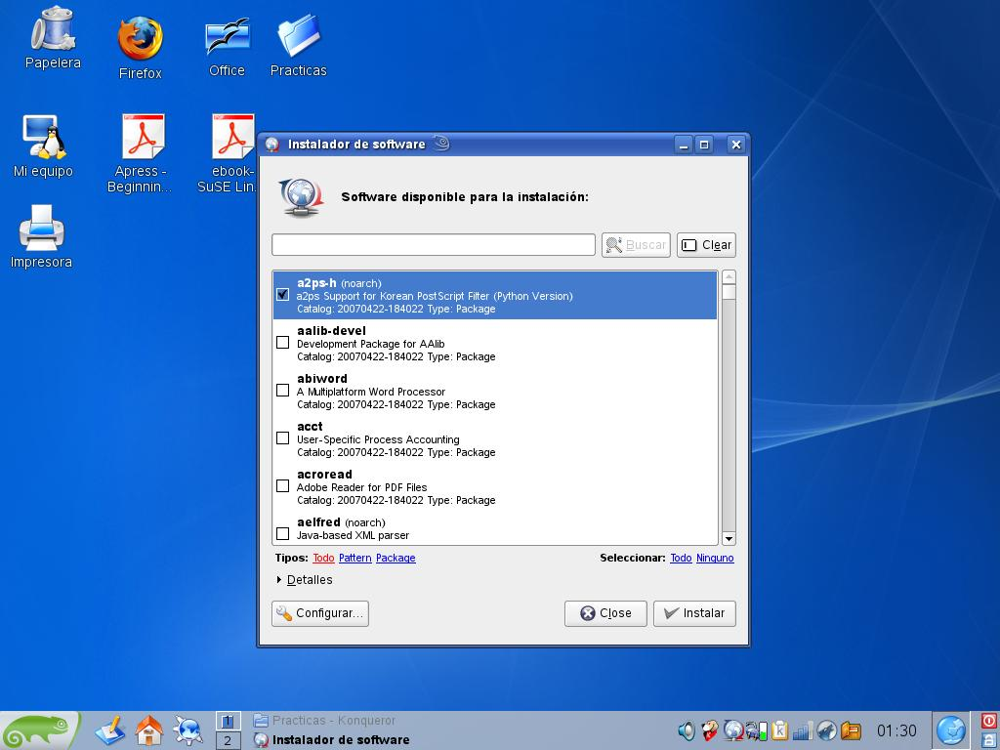 Papelera
Firefox
Office
Practicas
Mi equipo
Apress -
Beginnin...
ebook-
SuSE Lin.
Impresora
Instalador de software
Software disponible para la instalación:
Buscar
Clear
a2ps-h (noarch)
a2ps Support for Korean PostScript Filter (Python Version)
Catalog: 20070422-184022 Type: Package
aalib-devel
Development Package for AAlib
Catalog: 20070422-184022 Type: Package
abiword
A Multiplatform Word Processor
Catalog: 20070422-184022 Type: Package
acct
User-Specific Process Accounting
Catalog: 20070422-184022 Type: Package
acroread
Adobe Reader for PDF Files
Catalog: 20070422-184022 Type: Package
aelfred (noarch)
Java-based XML parser
Tipos: Todo Pattern Package
Seleccionar: Todo Ninguno
Detalles
Configurar...
Close
Instalar
1
2
Practicas - Konqueror
Instalador de software
01:30